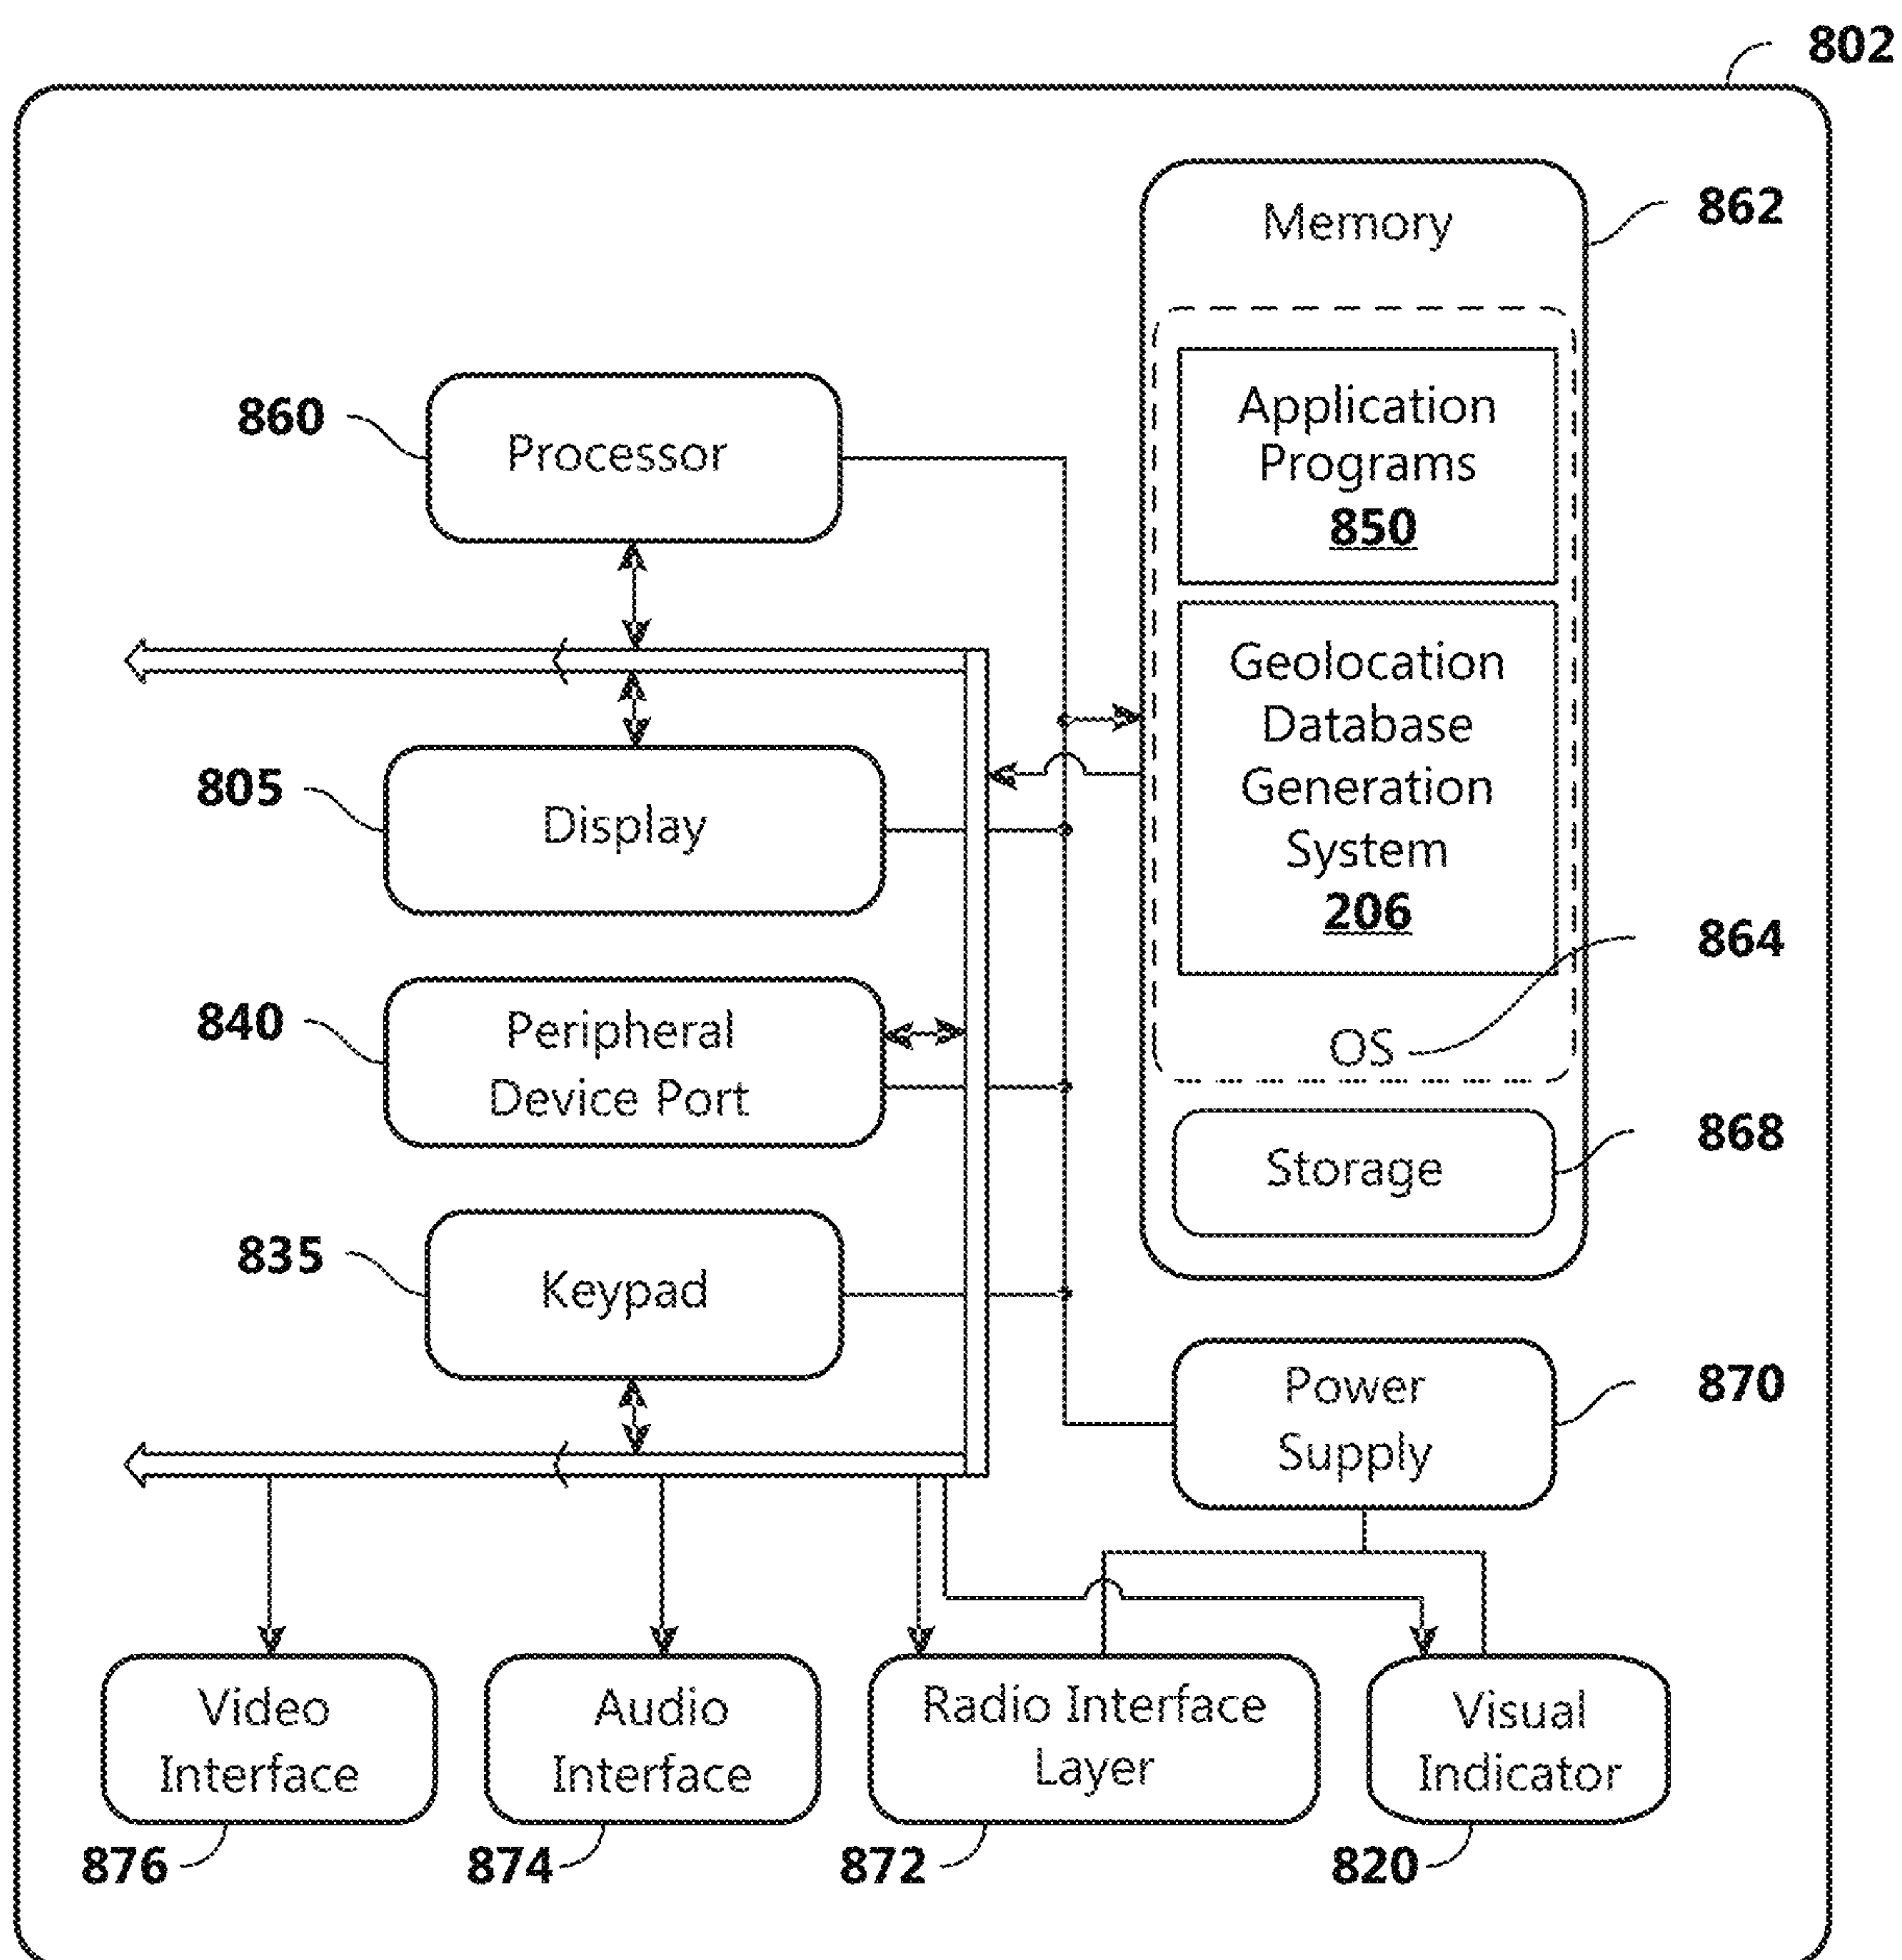 802
Memory
862
Application
Programs
850
860
Processor
Geolocation
Database
Generation
System
206
805
Display
864
840
Peripheral
Device Port
OS
868
Storage
835
Keypad
870
Power
Supply
Video
Interface
Audio
Interface
Radio Interface
Layer
Visual
Indicator
876
874
872
820